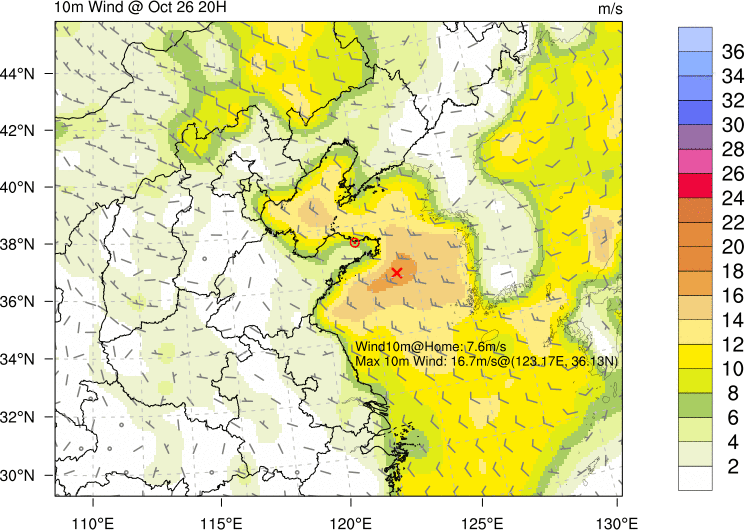 10m Wind @ Oct 26 20H
m/s
44°N
42°N
40°N
38°N
36°N
34°N
32°N
30°N
Wind10m@Home: 7.6m/s
Max 10m Wind: 16.7m/s@(123.17E, 36.13N)
110°E
115°E
120°E
125°E
130°E
36
34
32
30
28
26
24
22
20
18
16
14
12
10
8
6
4
2